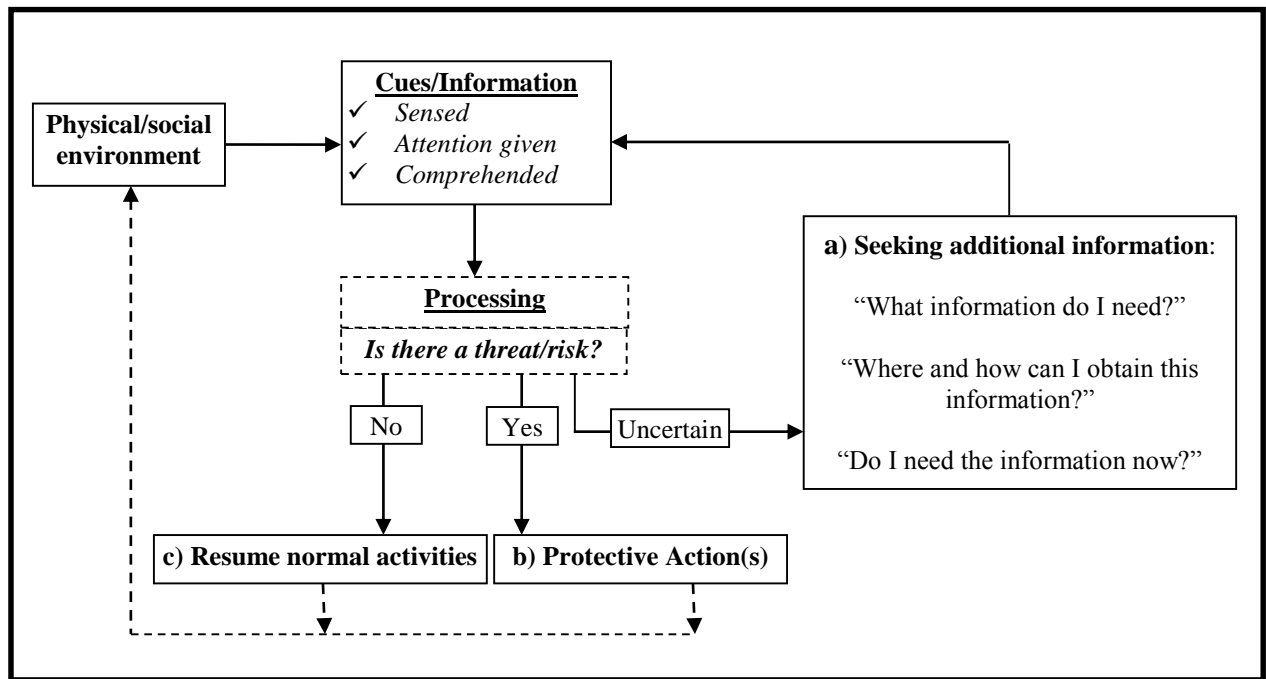 Physical/social
environment
Cues/Information
✓ Sensed
✓ Attention given
✓ Comprehended
Processing
Is there a threat/risk?
No
Yes
Uncertain
a) Seeking additional information:
“What information do I need?”
“Where and how can I obtain this
information?”
“Do I need the information now?”
c) Resume normal activities
b) Protective Action(s)